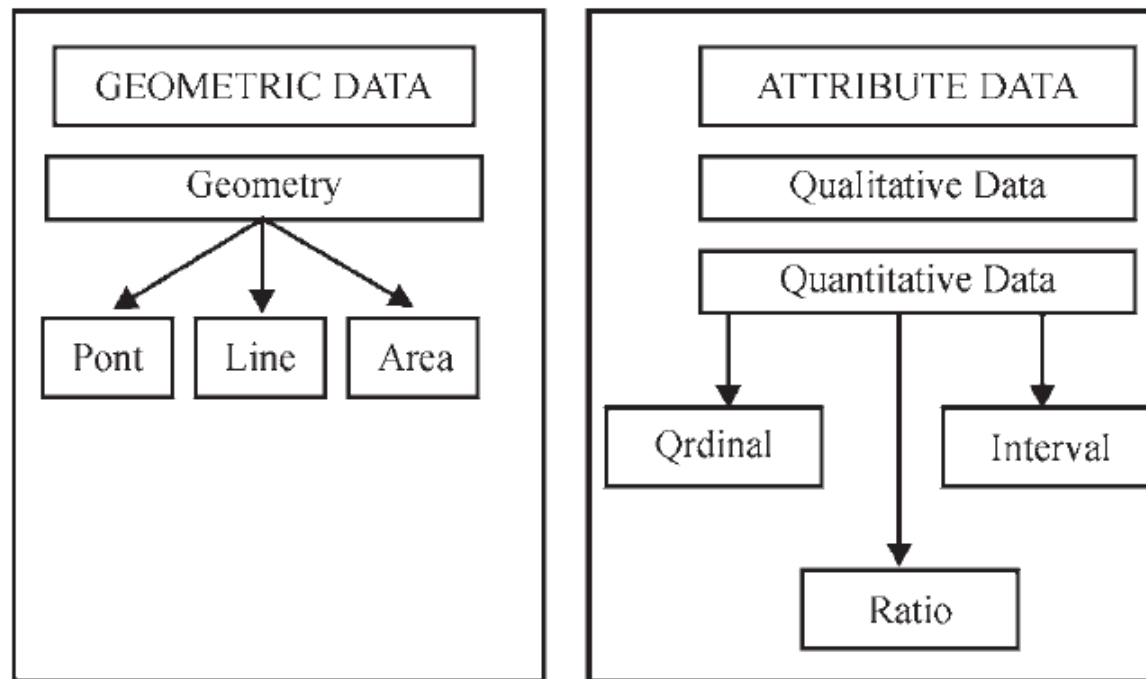 GEOMETRIC DATA
Geometry
Pont
Line
Area
ATTRIBUTE DATA
Qualitative Data
Quantitative Data
Qrdinal
Interval
Ratio